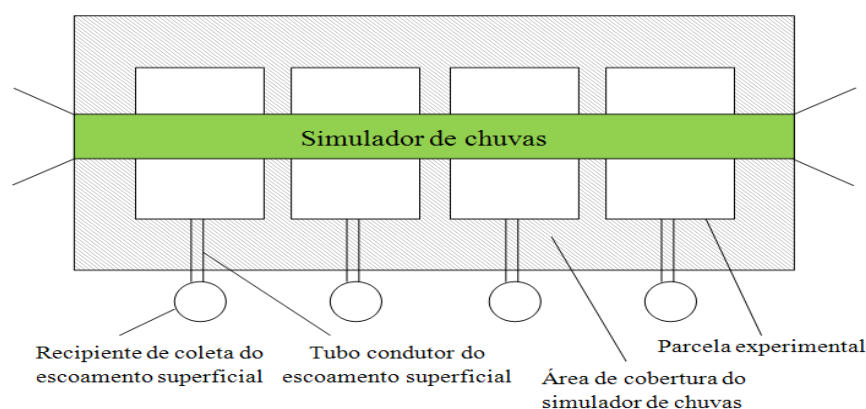 Simulador de chuvas
Recipiente de coleta do
escoamento superficial
Tubo condutor do
escoamento superficial
Área de cobertura do
simulador de chuvas
Parcela experimental